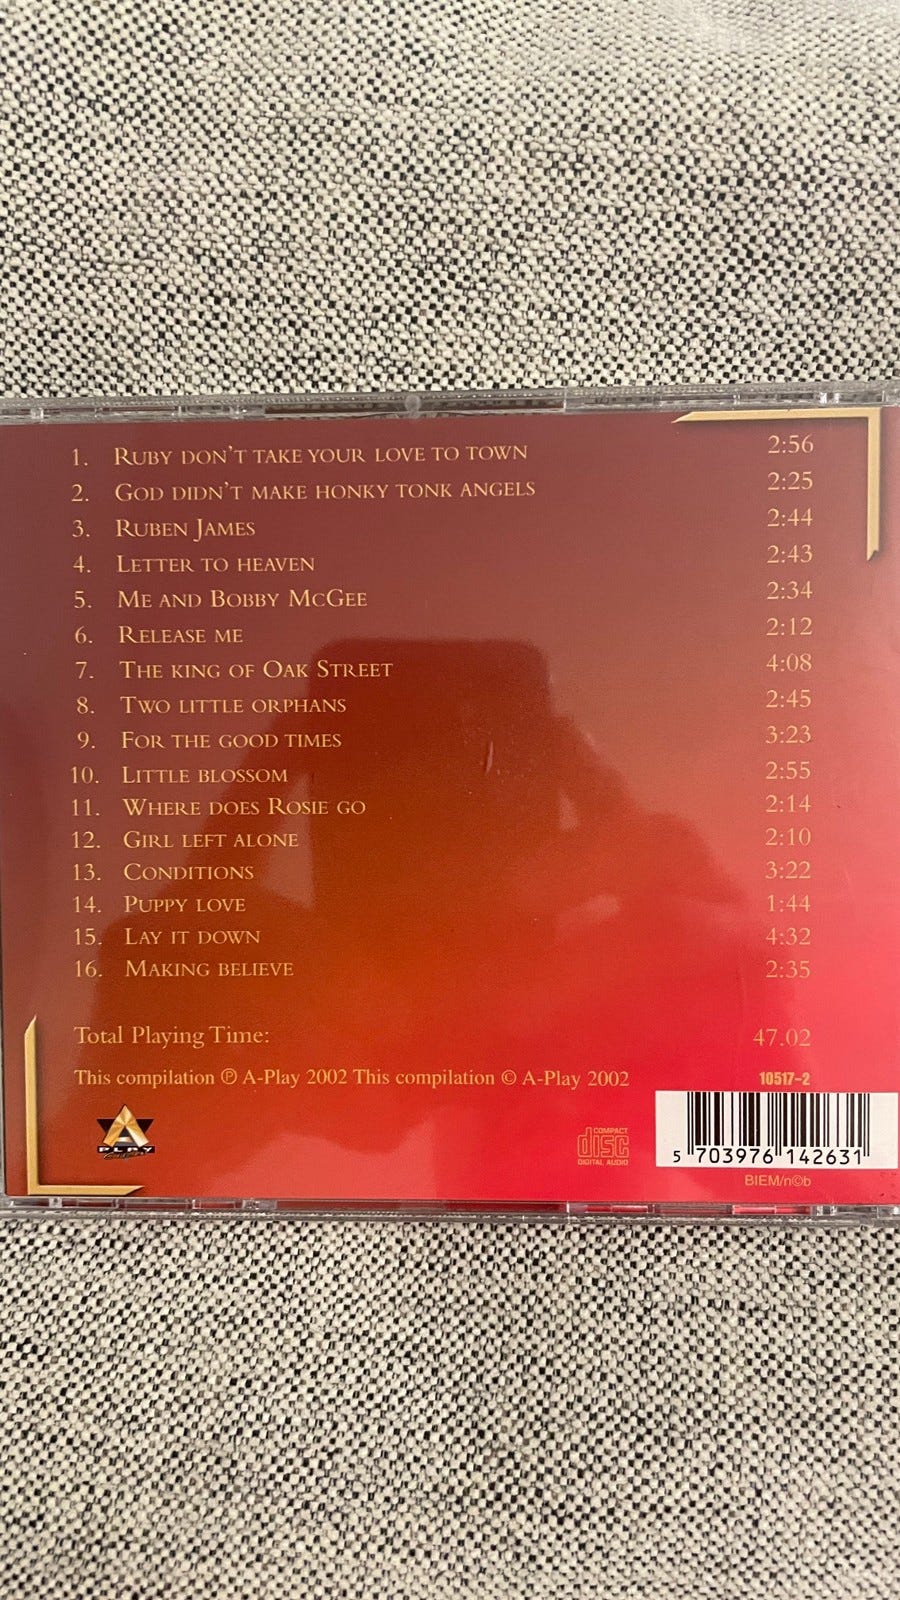 1. Ruby don't take your love to town 2:56
2. God didn't make honky tonk angels 2:25
3. Ruben James 2:44
4. Letter to heaven 2:43
5. Me and Bobby McGee 2:34
6. Release me 2:12
7. The king of Oak Street 4:08
8. Two little orphans 2:45
9. For the good times 3:23
10. Little blossom 2:55
11. Where does Rosie go 2:14
12. Girl left alone 2:10
13. Conditions 3:22
14. Puppy love 1:44
15. Lay it down 4:32
16. Making believe 2:35
Total Playing Time: 47.02
This compilation ℗ A-Play 2002 This compilation © A-Play 2002 10517-2
A PLAY
COMPACT
disc
DIGITAL AUDIO
5 703976 142631
BIEM/n©b